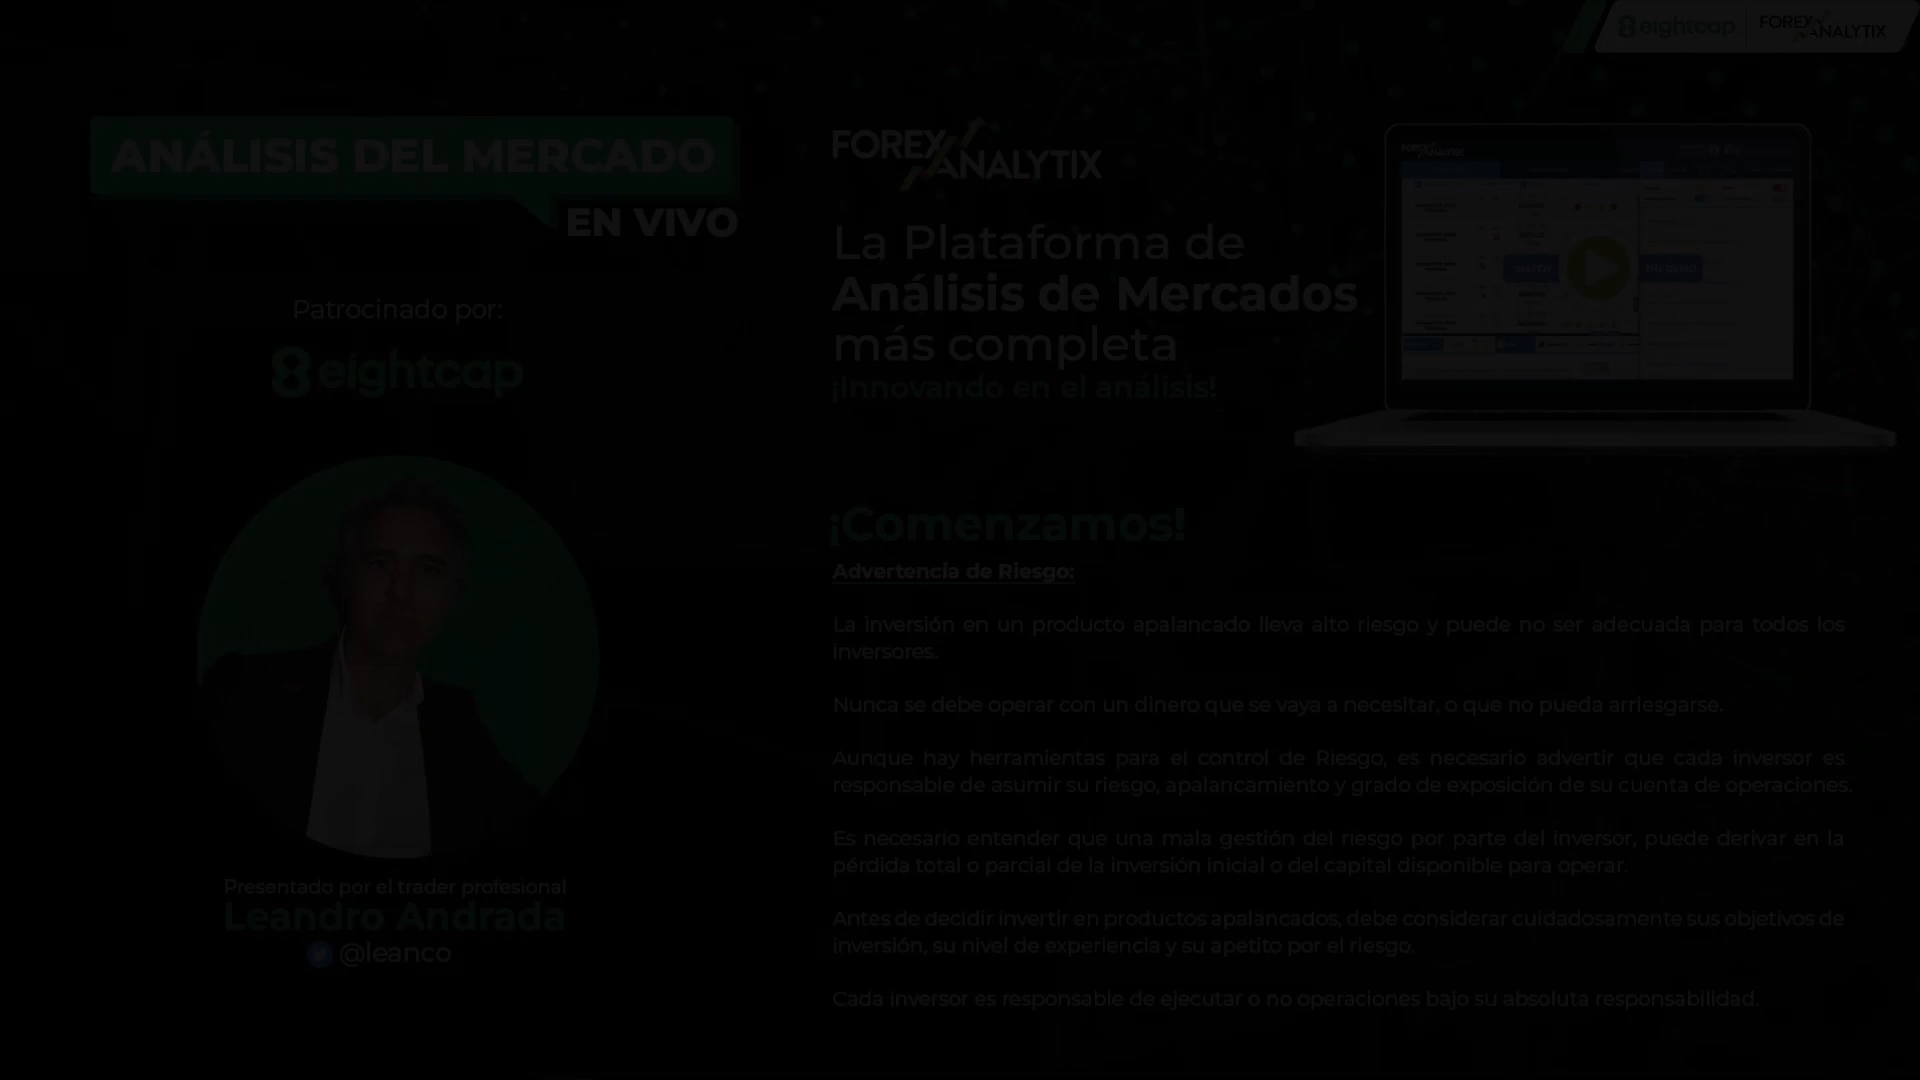 eightcap
FOREX ANALYTIX
ANÁLISIS DEL MERCADO
EN VIVO
Patrocinado por:
eightcap
Presentado por el trader profesional
Leandro Andrada
@leanco
FOREX ANALYTIX
La Plataforma de
Análisis de Mercados
más completa
¡Innovando en el análisis!
FOREX ANALYTIX
WATCH
THE DEMO
¡Comenzamos!
Advertencia de Riesgo:
La inversión en un producto apalancado lleva alto riesgo y puede no ser adecuada para todos los
inversores.
Nunca se debe operar con un dinero que se vaya a necesitar, o que no pueda arriesgarse.
Aunque hay herramientas para el control de Riesgo, es necesario advertir que cada inversor es
responsable de asumir su riesgo, apalancamiento y grado de exposición de su cuenta de operaciones.
Es necesario entender que una mala gestión del riesgo por parte del inversor, puede derivar en la
pérdida total o parcial de la inversión inicial o del capital disponible para operar.
Antes de decidir invertir en productos apalancados, debe considerar cuidadosamente sus objetivos de
inversión, su nivel de experiencia y su apetito por el riesgo.
Cada inversor es responsable de ejecutar o no operaciones bajo su absoluta responsabilidad.